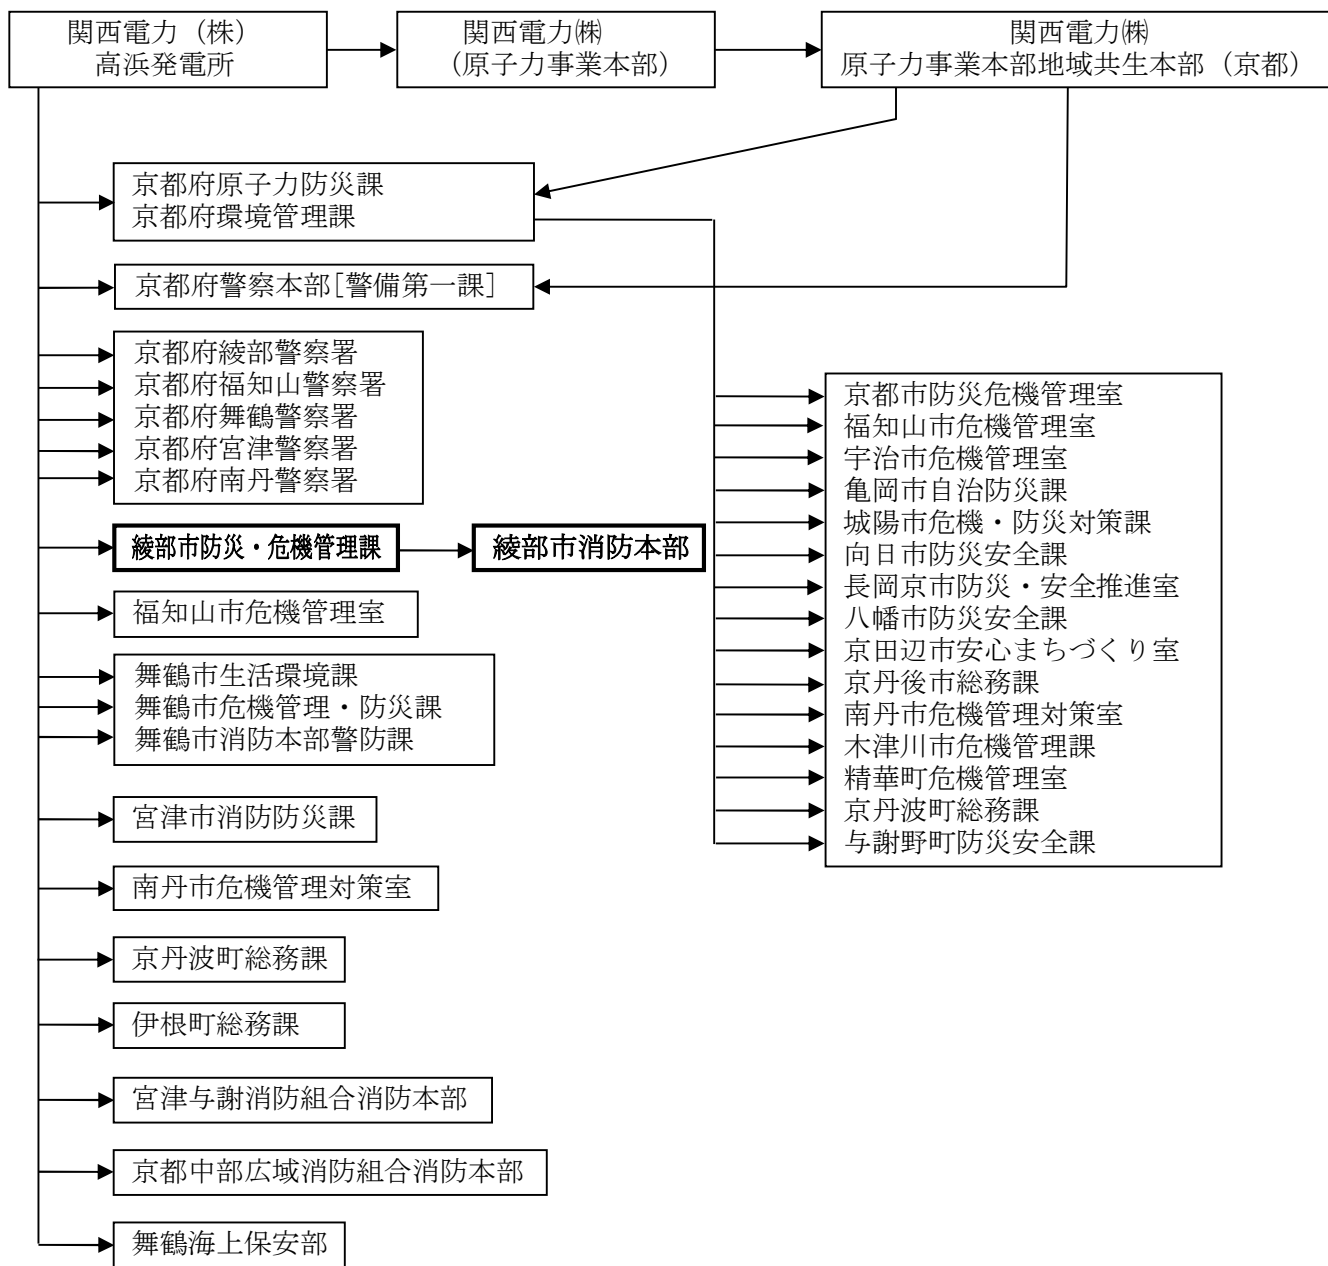 関西電力（株）
高浜発電所
関西電力㈱
（原子力事業本部）
関西電力㈱
原子力事業本部地域共生本部（京都）
京都府原子力防災課
京都府環境管理課
京都府警察本部［警備第一課］
京都府綾部警察署
京都府福知山警察署
京都府舞鶴警察署
京都府宮津警察署
京都府南丹警察署
綾部市防災・危機管理課
綾部市消防本部
福知山市危機管理室
舞鶴市生活環境課
舞鶴市危機管理・防災課
舞鶴市消防本部警防課
宮津市消防防災課
南丹市危機管理対策室
京丹波町総務課
伊根町総務課
宮津与謝消防組合消防本部
京都中部広域消防組合消防本部
舞鶴海上保安部
京都市防災危機管理室
福知山市危機管理室
宇治市危機管理室
亀岡市自治防災課
城陽市危機・防災対策課
向日市防災安全課
長岡京市防災・安全推進室
八幡市防災安全課
京田辺市安心まちづくり室
京丹後市総務課
南丹市危機管理対策室
木津川市危機管理課
精華町危機管理室
京丹波町総務課
与謝野町防災安全課